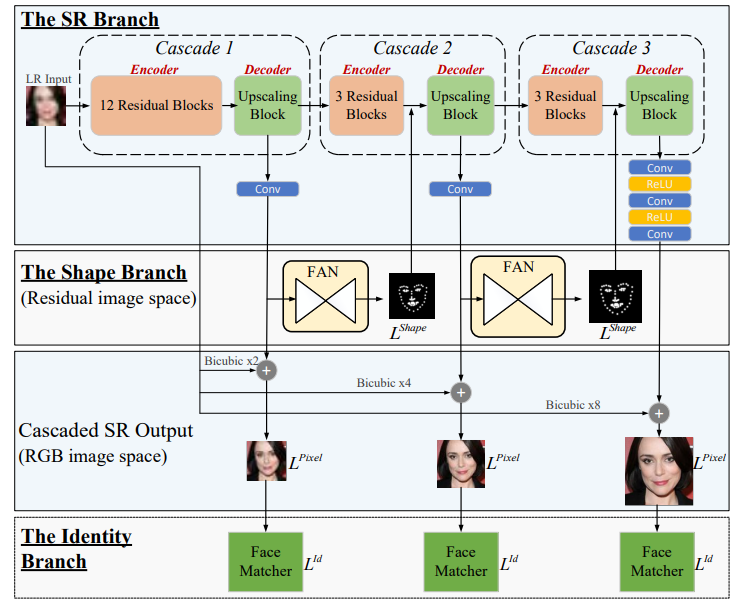 The SR Branch
Cascade 1
Cascade 2
Cascade 3
LR Input
Encoder
Decoder
Encoder
Decoder
Encoder
Decoder
12 Residual Blocks
Upscaling
Block
3 Residual
Blocks
Upscaling
Block
3 Residual
Blocks
Upscaling
Block
Conv
Conv
Conv
ReLU
Conv
ReLU
Conv
The Shape Branch
(Residual image space)
FAN
L^Shape
FAN
L^Shape
Bicubic x2
Bicubic x4
Bicubic x8
+
+
+
Cascaded SR Output
(RGB image space)
L^Pixel
L^Pixel
L^Pixel
The Identity
Branch
Face
Matcher
L^Id
Face
Matcher
L^Id
Face
Matcher
L^Id